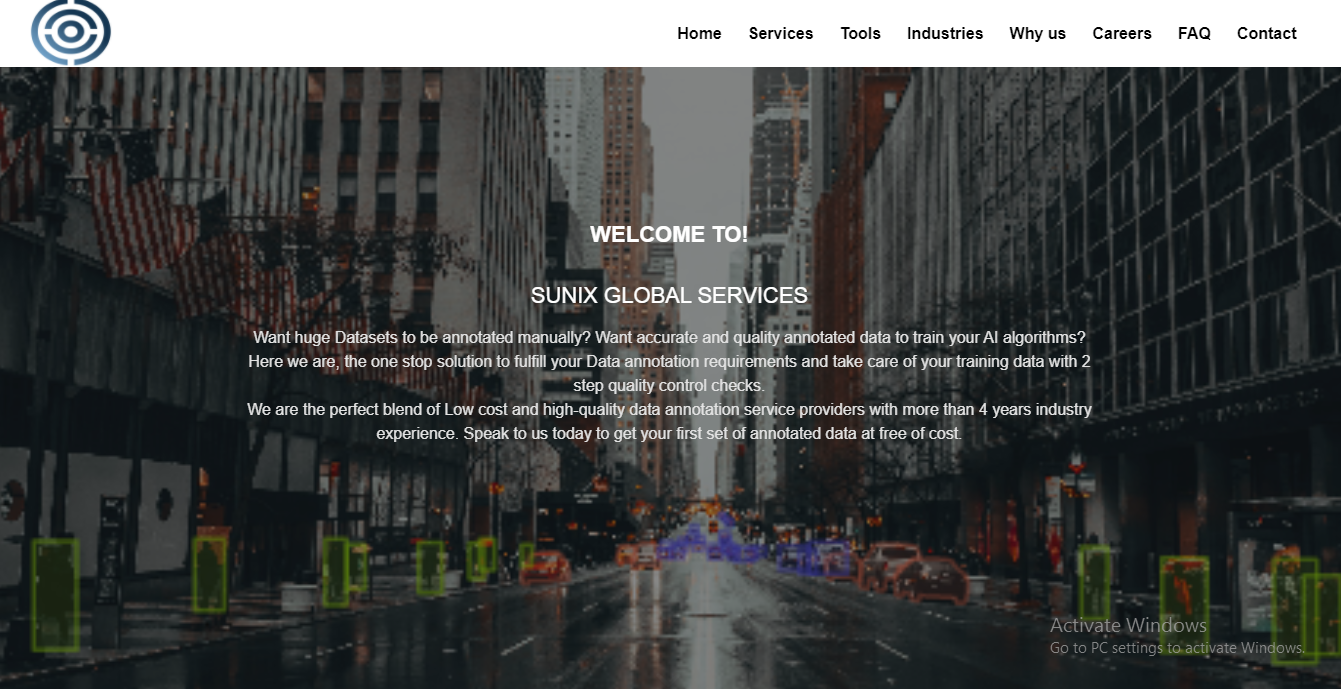 Home Services Tools Industries Why us Careers FAQ Contact
WELCOME TO!
SUNIX GLOBAL SERVICES
Want huge Datasets to be annotated manually? Want accurate and quality annotated data to train your AI algorithms?
Here we are, the one stop solution to fulfill your Data annotation requirements and take care of your training data with 2
step quality control checks.
We are the perfect blend of Low cost and high-quality data annotation service providers with more than 4 years industry
experience. Speak to us today to get your first set of annotated data at free of cost.
Activate Windows
Go to PC settings to activate Windows.